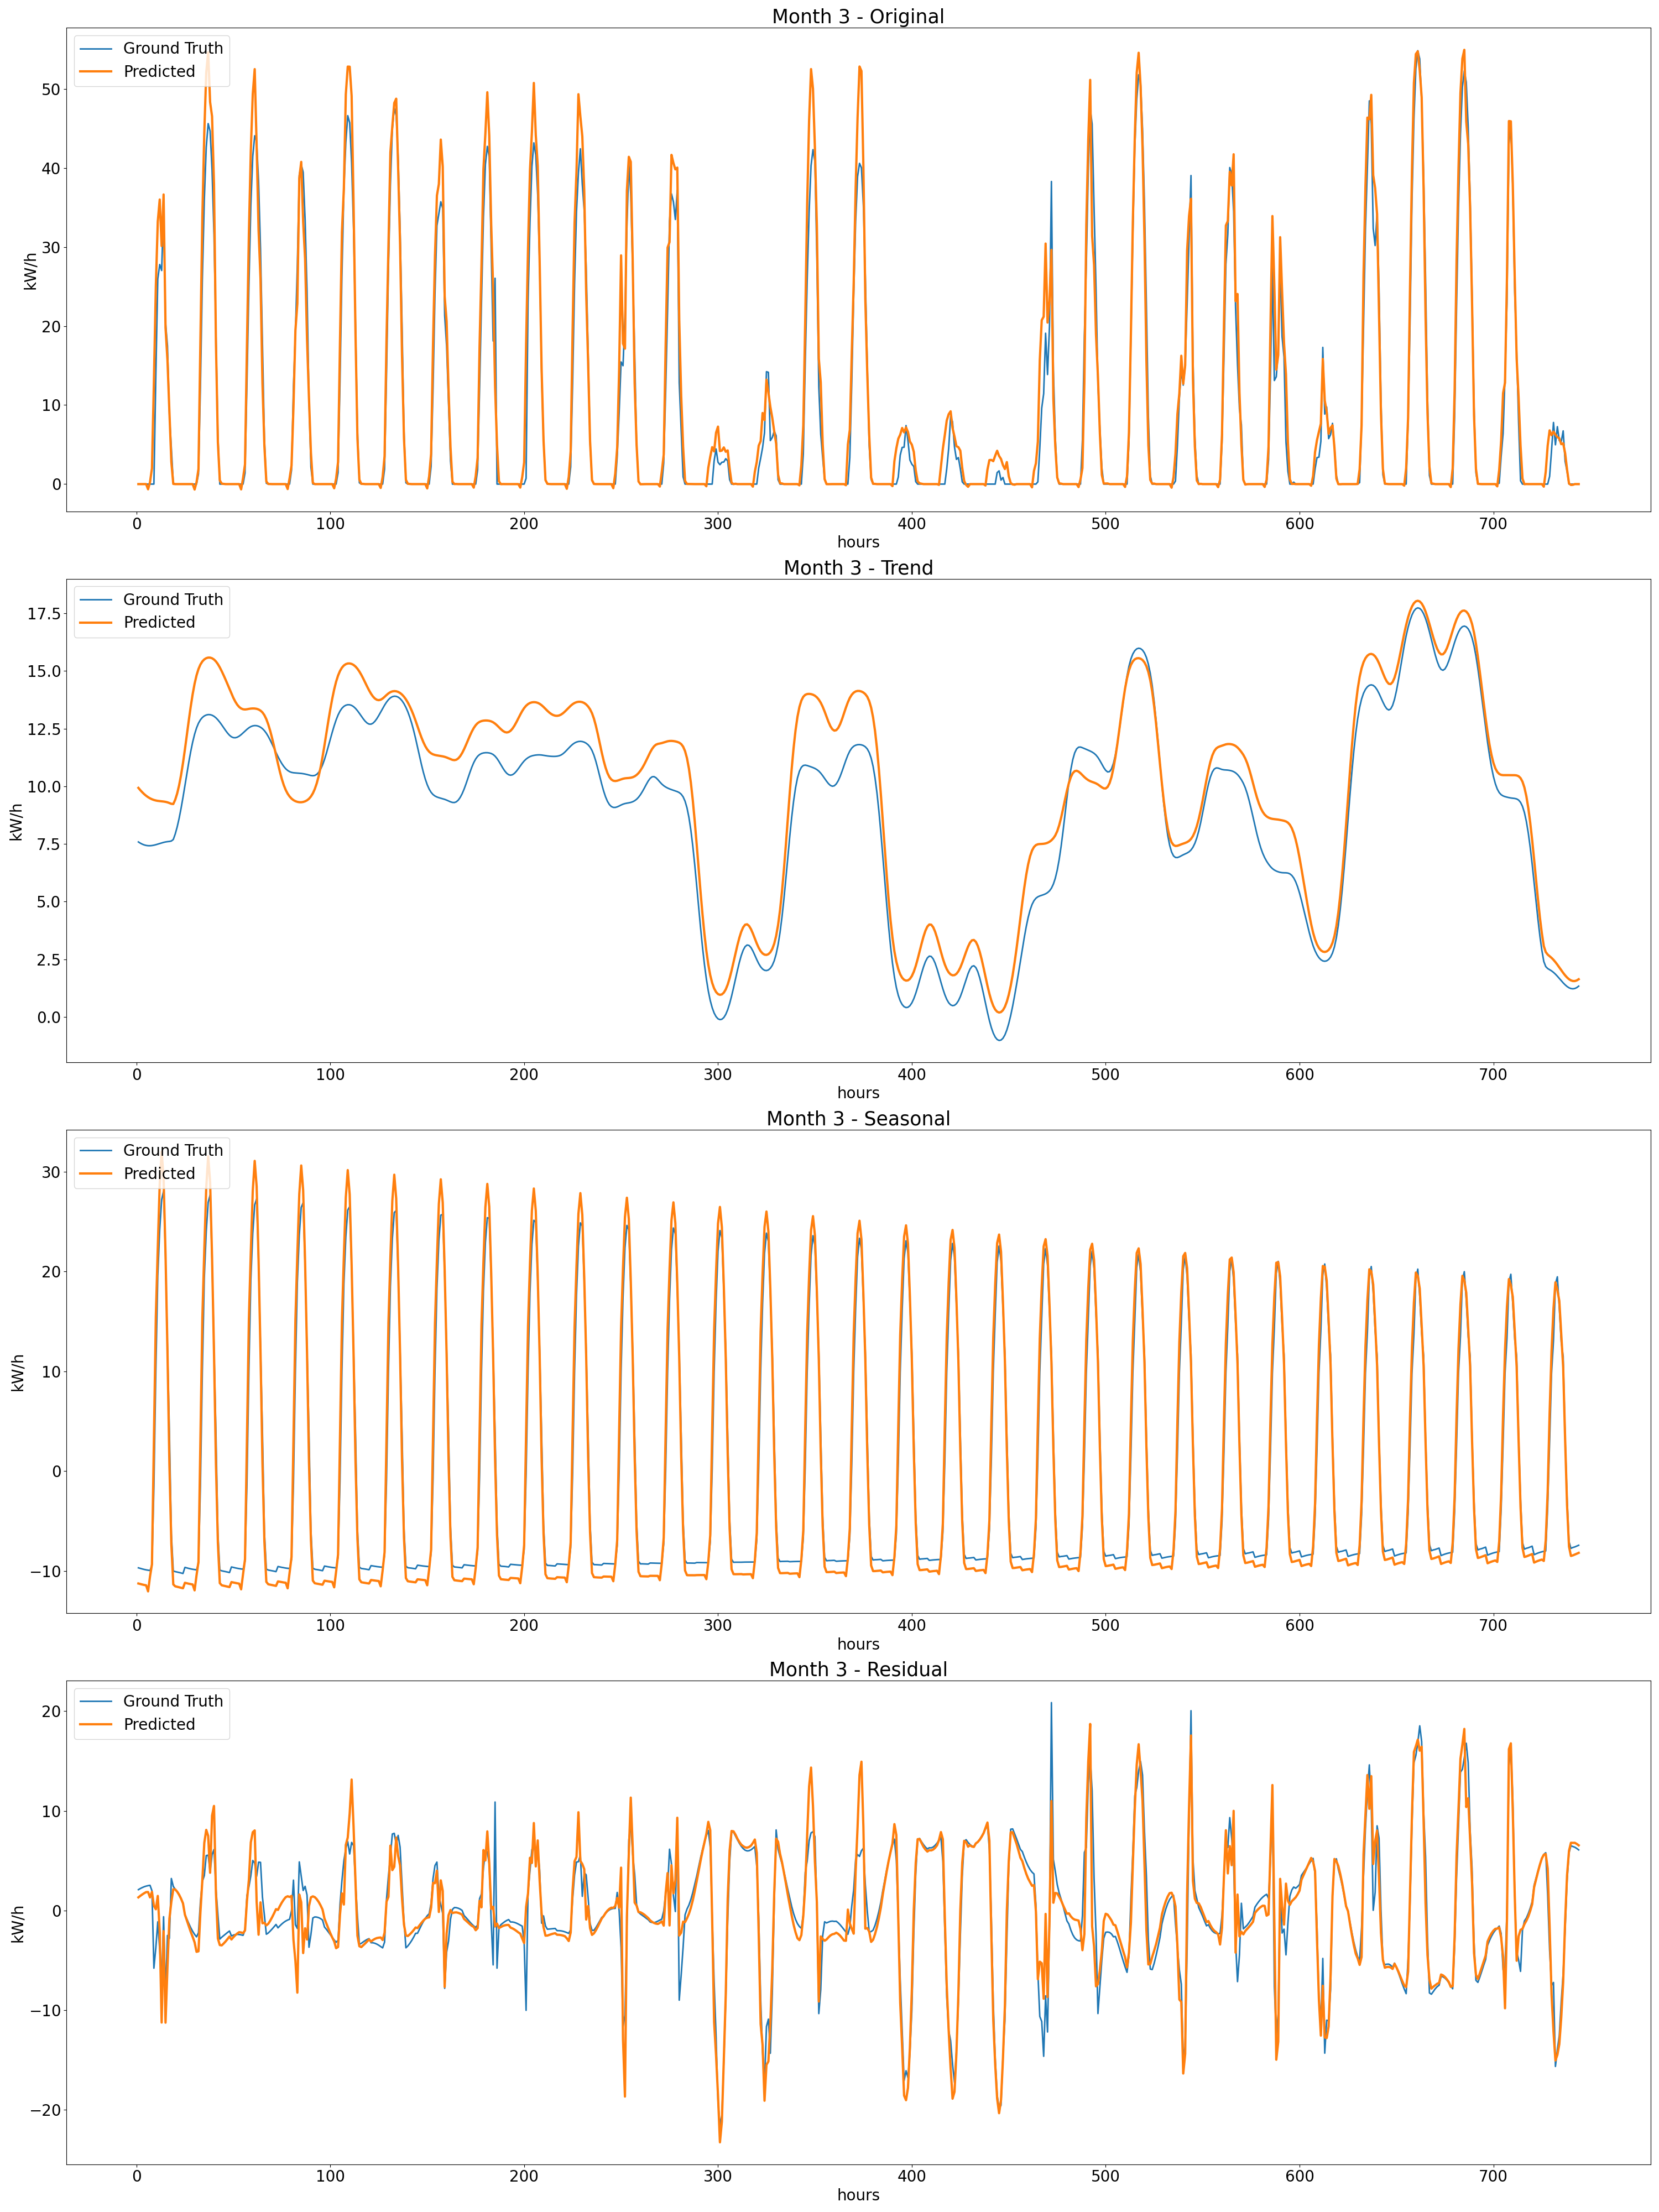 Month 3 - Original
Ground Truth
Predicted
kW/h
50
40
30
20
10
0
0 100 200 300 400 500 600 700
hours
Month 3 - Trend
Ground Truth
Predicted
kW/h
17.5
15.0
12.5
10.0
7.5
5.0
2.5
0.0
0 100 200 300 400 500 600 700
hours
Month 3 - Seasonal
Ground Truth
Predicted
kW/h
30
20
10
0
−10
0 100 200 300 400 500 600 700
hours
Month 3 - Residual
Ground Truth
Predicted
kW/h
20
10
0
−10
−20
0 100 200 300 400 500 600 700
hours